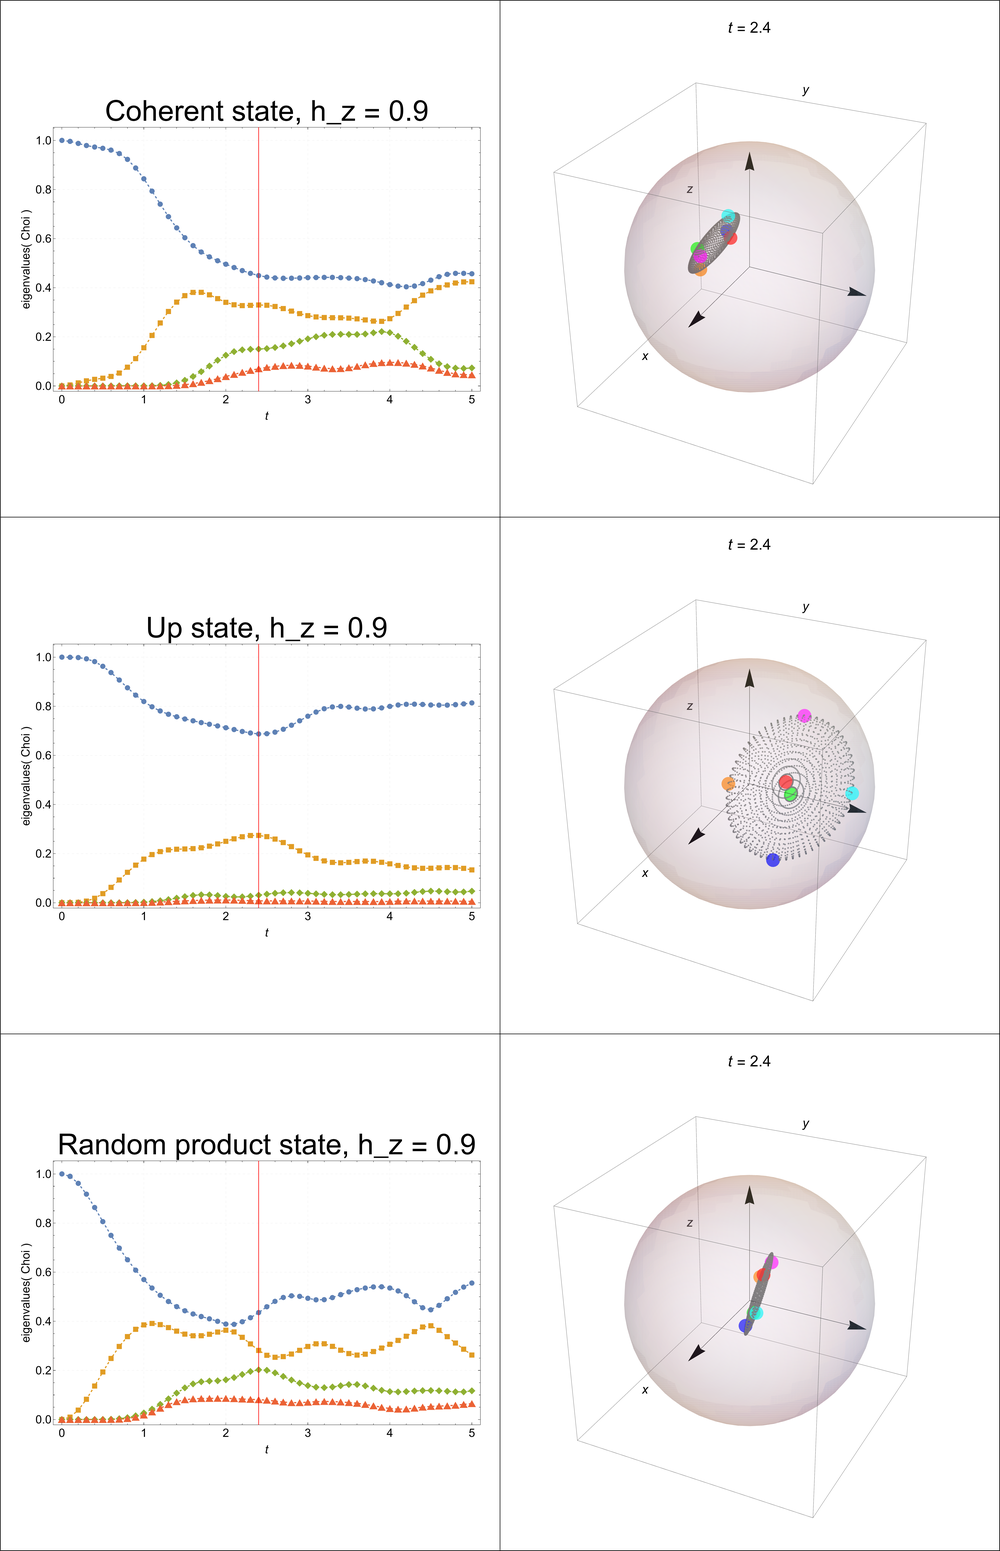 Coherent state, h_z = 0.9
eigenvalues( Choi )
1.0
0.8
0.6
0.4
0.2
0.0
0 1 2 3 4 5
t
t = 2.4
y
z
x
Up state, h_z = 0.9
eigenvalues( Choi )
1.0
0.8
0.6
0.4
0.2
0.0
0 1 2 3 4 5
t
t = 2.4
y
z
x
Random product state, h_z = 0.9
eigenvalues( Choi )
1.0
0.8
0.6
0.4
0.2
0.0
0 1 2 3 4 5
t
t = 2.4
y
z
x